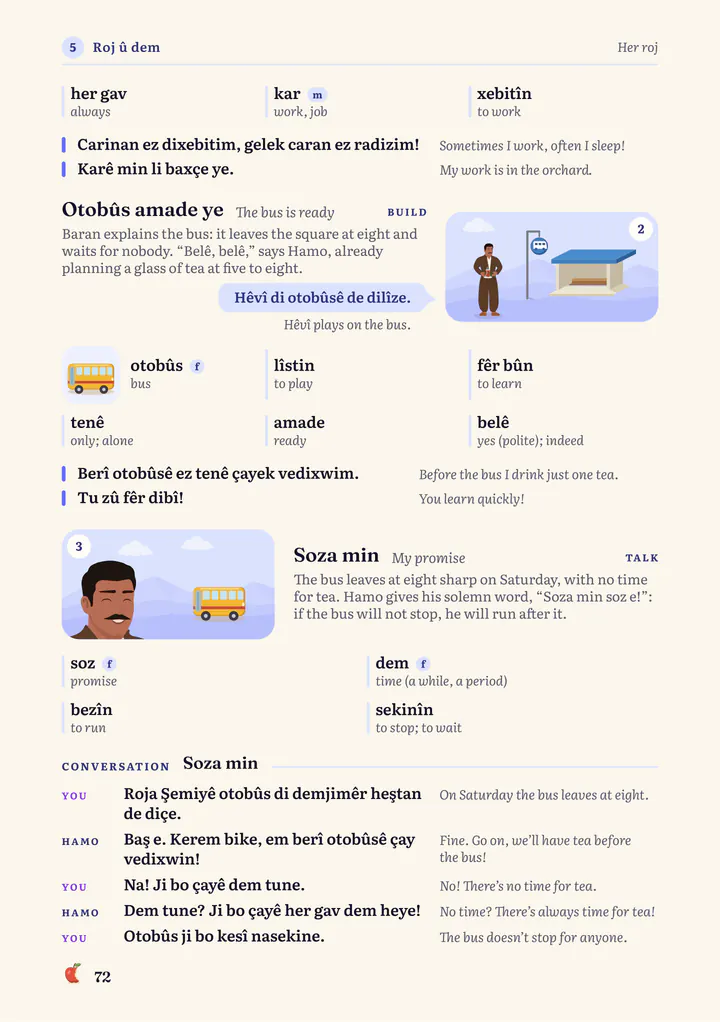 5 Roj û dem
Her roj
her gav
always
kar m
work, job
xebitîn
to work
Carinan ez dixebitim, gelek caran ez radizim!
Sometimes I work, often I sleep!
Karê min li baxçe ye.
My work is in the orchard.
Otobûs amade ye The bus is ready
BUILD
Baran explains the bus: it leaves the square at eight and
waits for nobody. “Belê, belê,” says Hamo, already
planning a glass of tea at five to eight.
2
Hêvî di otobûsê de dilîze.
Hêvî plays on the bus.
otobûs f
bus
lîstin
to play
fêr bûn
to learn
tenê
only; alone
amade
ready
belê
yes (polite); indeed
Berî otobûsê ez tenê çayek vedixwim.
Before the bus I drink just one tea.
Tu zû fêr dibî!
You learn quickly!
3
Soza min My promise
TALK
The bus leaves at eight sharp on Saturday, with no time
for tea. Hamo gives his solemn word, “Soza min soz e!”:
if the bus will not stop, he will run after it.
soz f
promise
dem f
time (a while, a period)
bezîn
to run
sekinîn
to stop; to wait
CONVERSATION Soza min
YOU
Roja Şemiyê otobûs di demjimêr heştan
de diçe.
On Saturday the bus leaves at eight.
HAMO
Baş e. Kerem bike, em berî otobûsê çay
vedixwin!
Fine. Go on, we’ll have tea before
the bus!
YOU
Na! Ji bo çayê dem tune.
No! There’s no time for tea.
HAMO
Dem tune? Ji bo çayê her gav dem heye!
No time? There’s always time for tea!
YOU
Otobûs ji bo kesî nasekine.
The bus doesn’t stop for anyone.
72